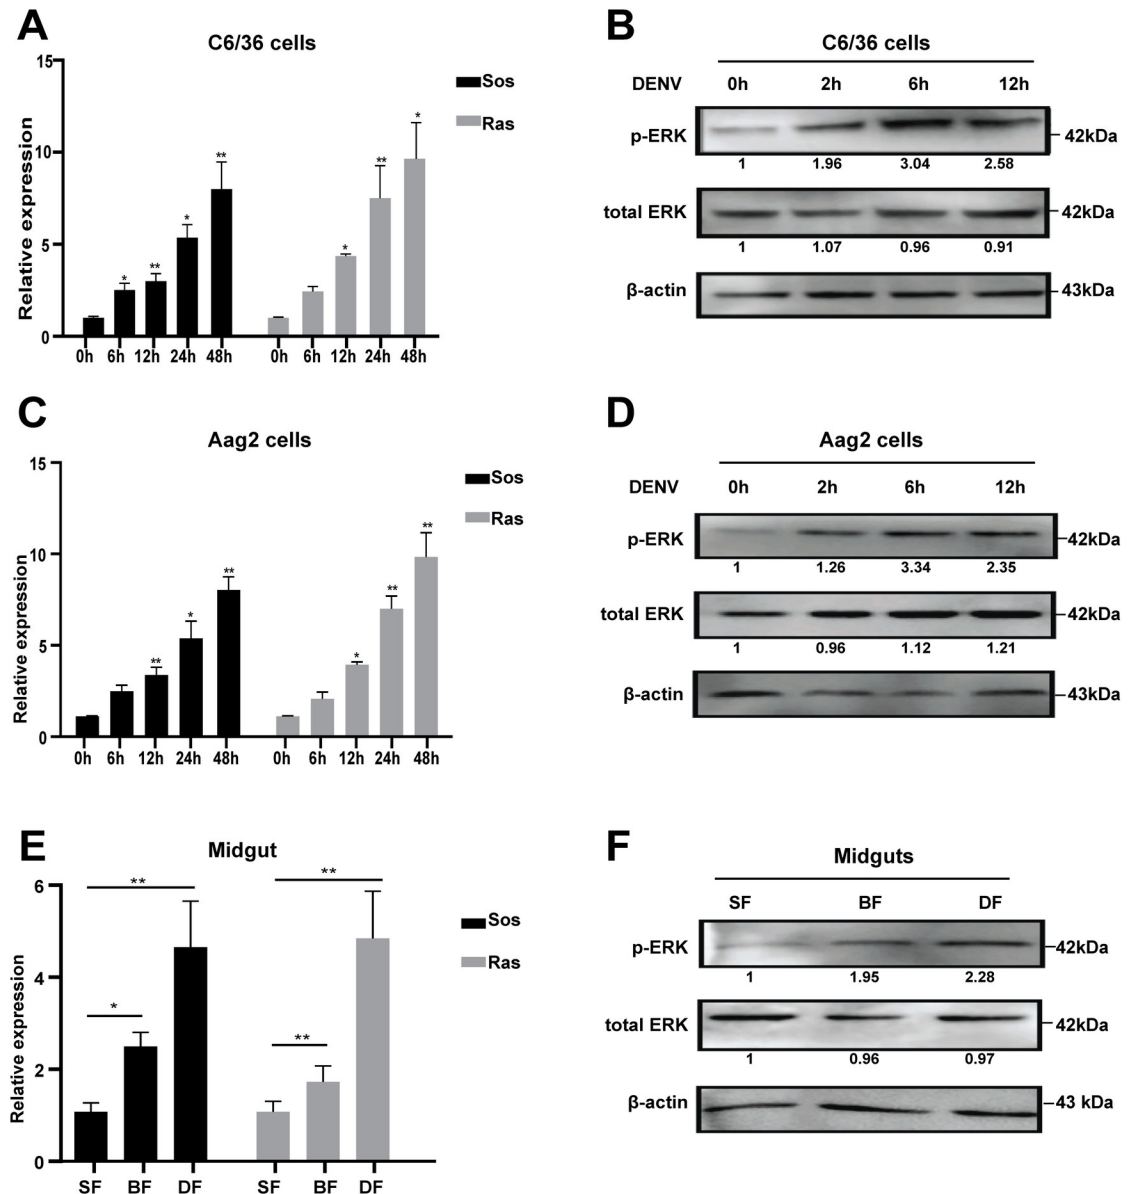 A
C6/36 cells
Relative expression
15
10
5
0
* ** * ** * ** *
0h 6h 12h 24h 48h 0h 6h 12h 24h 48h
Sos
Ras
B
C6/36 cells
DENV 0h 2h 6h 12h
p-ERK 42kDa
1 1.96 3.04 2.58
total ERK 42kDa
1 1.07 0.96 0.91
β-actin 43kDa
C
Aag2 cells
Relative expression
15
10
5
0
** * ** * ** **
0h 6h 12h 24h 48h 0h 6h 12h 24h 48h
Sos
Ras
D
Aag2 cells
DENV 0h 2h 6h 12h
p-ERK 42kDa
1 1.26 3.34 2.35
total ERK 42kDa
1 0.96 1.12 1.21
β-actin 43kDa
E
Midgut
Relative expression
6
4
2
0
** **
* **
SF BF DF SF BF DF
Sos
Ras
F
Midguts
SF BF DF
p-ERK 42kDa
1 1.95 2.28
total ERK 42kDa
1 0.96 0.97
β-actin 43 kDa